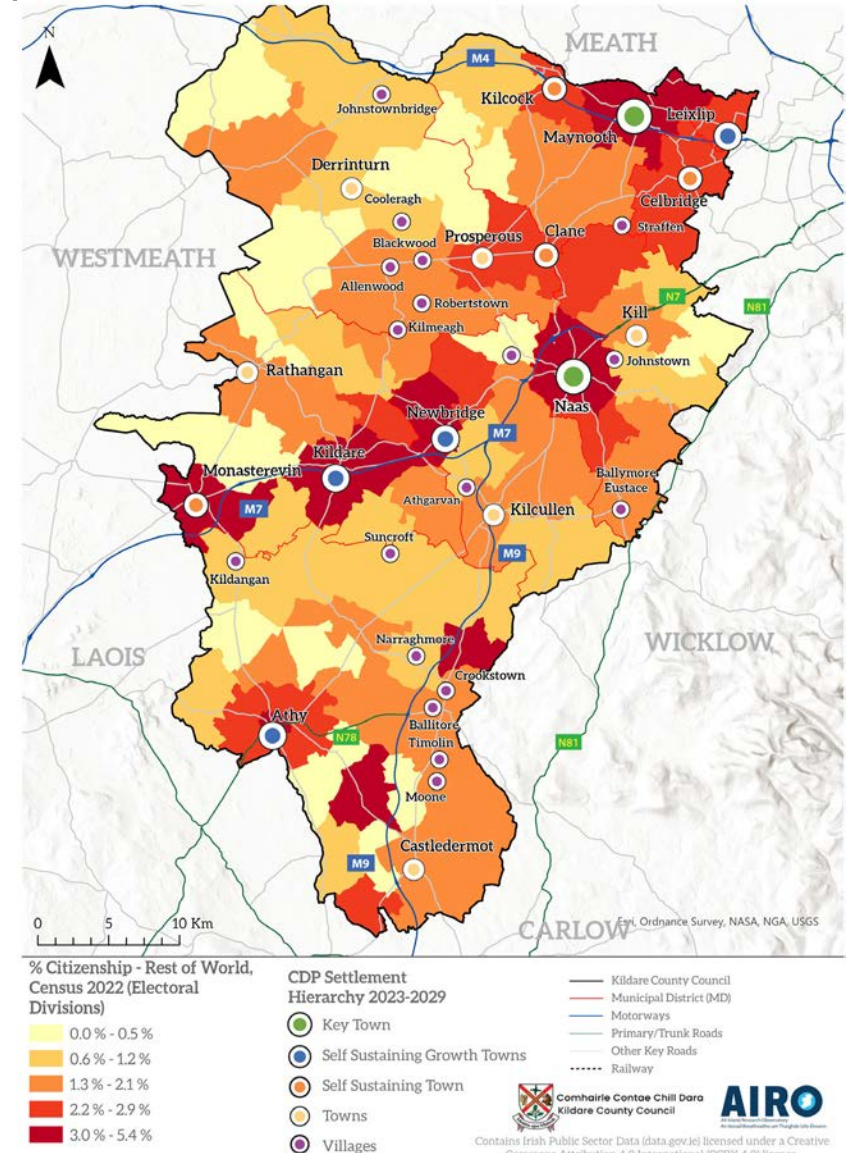 N
MEATH
M4
Kilcock
Johnstownbridge
Leixlip
Maynooth
Derrinturn
Celbridge
Cooleragh
Straffen
Prosperous
Clane
Blackwood
WESTMEATH
Allenwood
N7
N81
Robertstown
Kill
Kilmeagh
Johnstown
Rathangan
Naas
Newbridge
M7
Kildare
Monasterevin
Ballymore
Eustace
Athgarvan
M7
Kilcullen
Suncroft
M9
Kildangan
Narraghmore
WICKLOW
LAOIS
Crookstown
Ballitore
Athy
N78
N81
Timolin
Moone
Castledermot
M9
0 5 10 Km
CARLOW
Esri, Ordnance Survey, NASA, NGA, USGS
% Citizenship - Rest of World,
Census 2022 (Electoral
Divisions)
0.0 % - 0.5 %
0.6 % - 1.2 %
1.3 % - 2.1 %
2.2 % - 2.9 %
3.0 % - 5.4 %
CDP Settlement
Hierarchy 2023-2029
Key Town
Self Sustaining Growth Towns
Self Sustaining Town
Towns
Villages
Kildare County Council
Municipal District (MD)
Motorways
Primary/Trunk Roads
Other Key Roads
Railway
Comhairle Contae Chill Dara
Kildare County Council
AIRO
Contains Irish Public Sector Data (data.gov.ie) licensed under a Creative